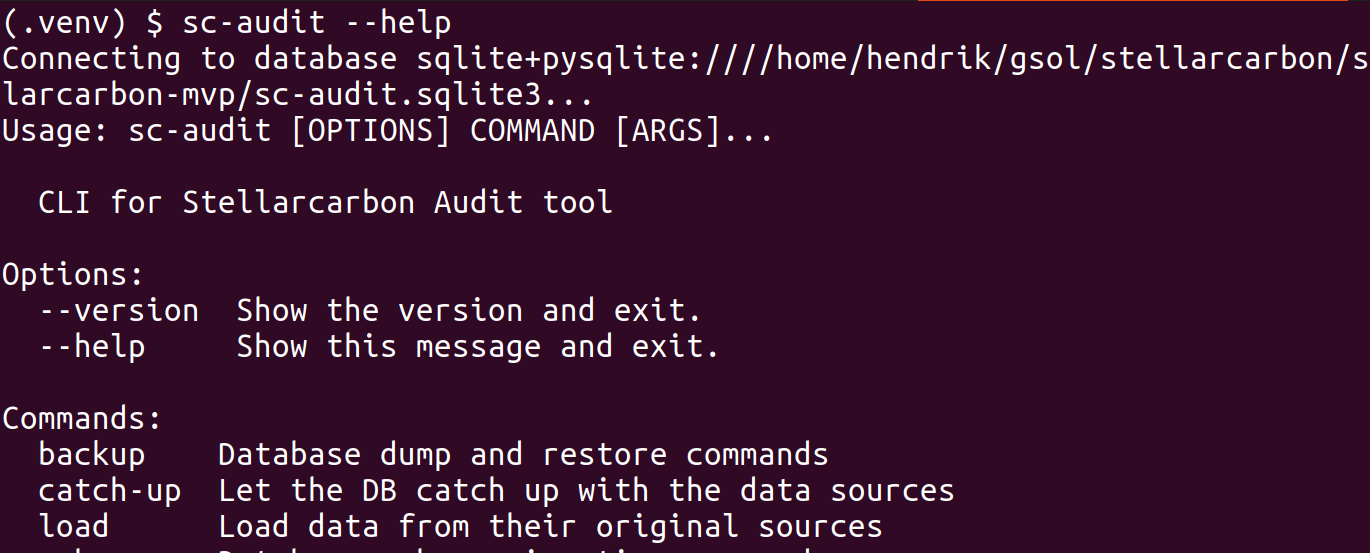 (.venv) $ sc-audit --help
Connecting to database sqlite+pysqlite:////home/hendrik/gsol/stellarcarbon/s
larcarbon-mvp/sc-audit.sqlite3...
Usage: sc-audit [OPTIONS] COMMAND [ARGS]...
CLI for Stellarcarbon Audit tool
Options:
--version  Show the version and exit.
--help     Show this message and exit.
Commands:
backup    Database dump and restore commands
catch-up  Let the DB catch up with the data sources
load      Load data from their original sources